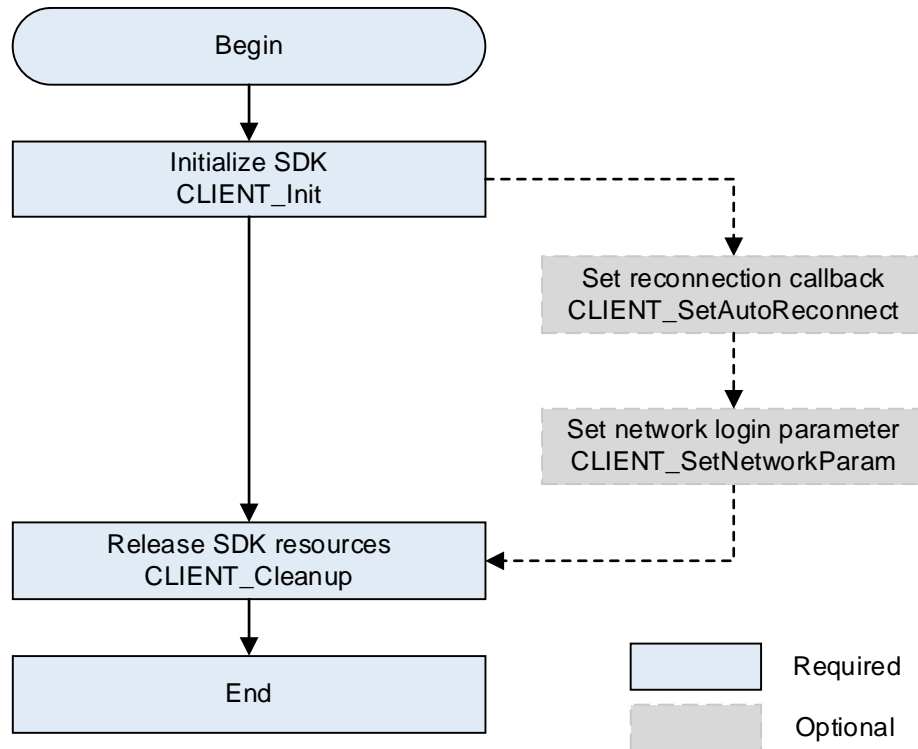 Begin
Initialize SDK
CLIENT_Init
Set reconnection callback
CLIENT_SetAutoReconnect
Set network login parameter
CLIENT_SetNetworkParam
Release SDK resources
CLIENT_Cleanup
End
Required
Optional